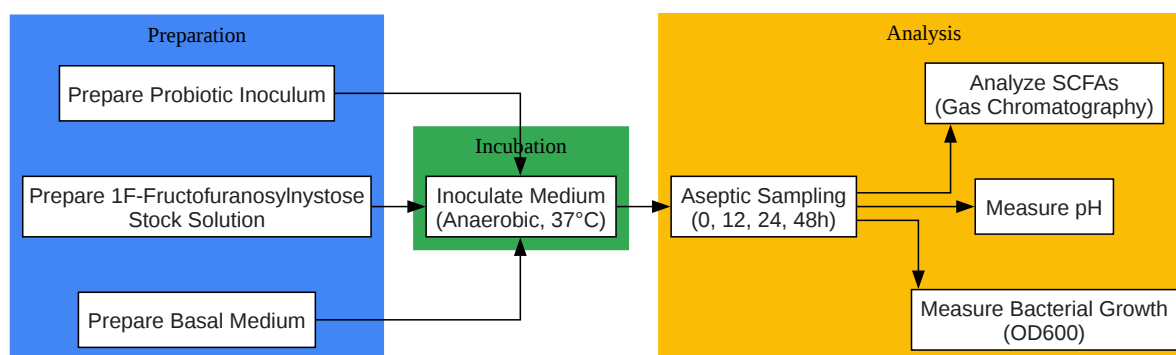 Preparation
Prepare Probiotic Inoculum
Prepare 1F-Fructofuranosylnystose
Stock Solution
Prepare Basal Medium
Incubation
Inoculate Medium
(Anaerobic, 37°C)
Analysis
Aseptic Sampling
(0, 12, 24, 48h)
Analyze SCFAs
(Gas Chromatography)
Measure pH
Measure Bacterial Growth
(OD600)